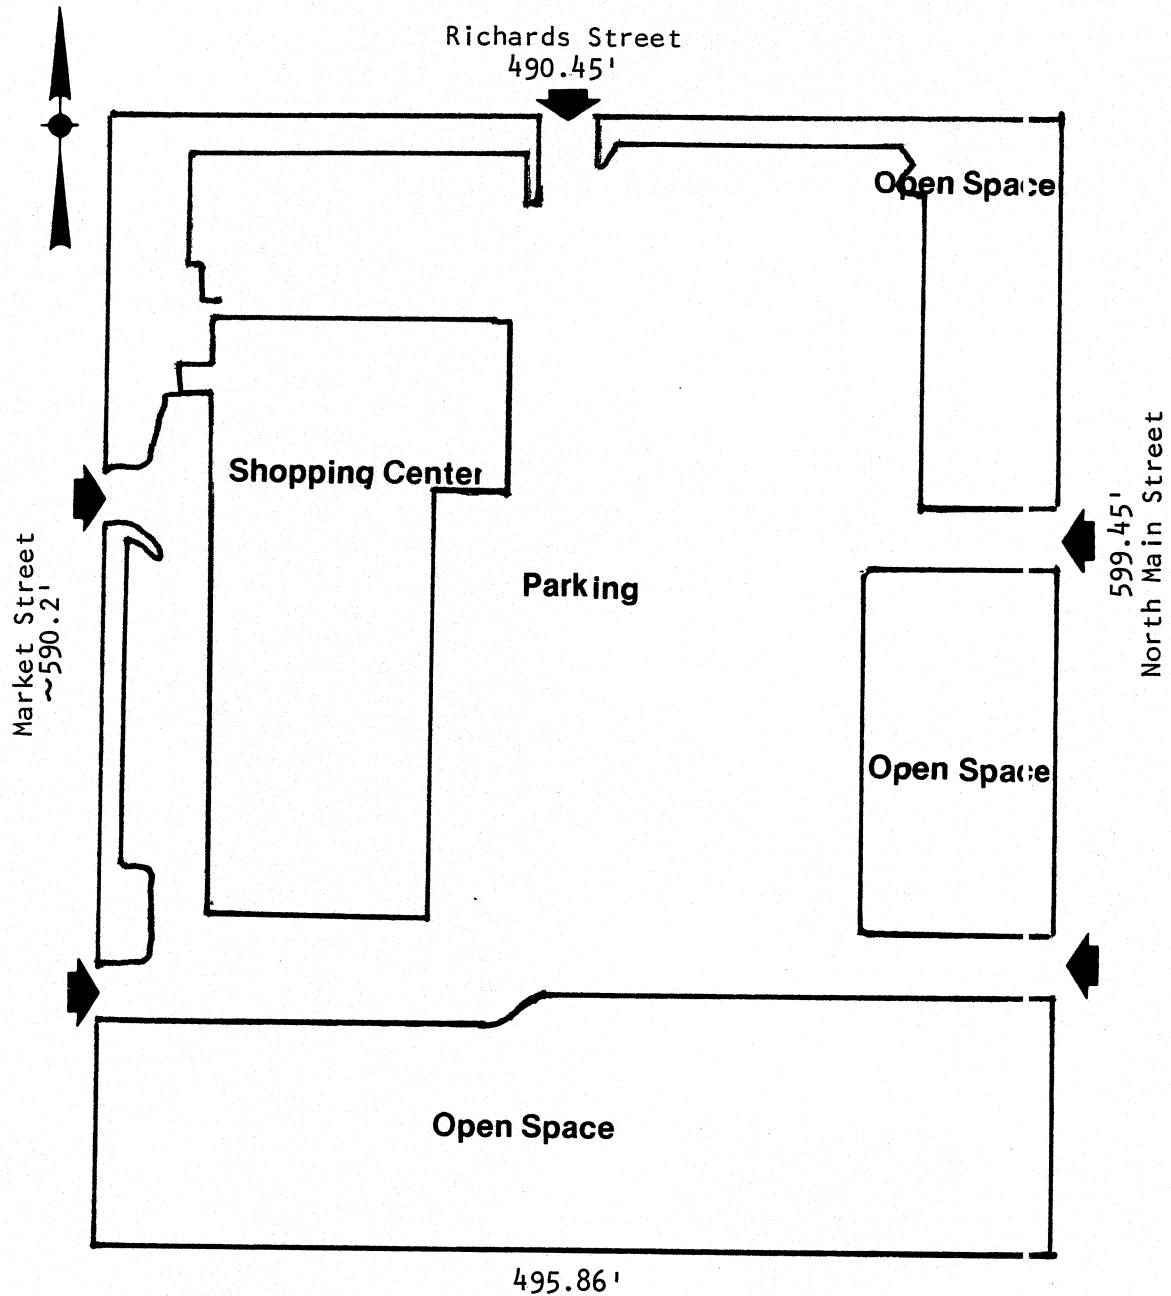 Richards Street
490.45'
Open Space
Shopping Center
Market Street
~590.2'
599.45'
North Main Street
Parking
Open Space
Open Space
495.86'